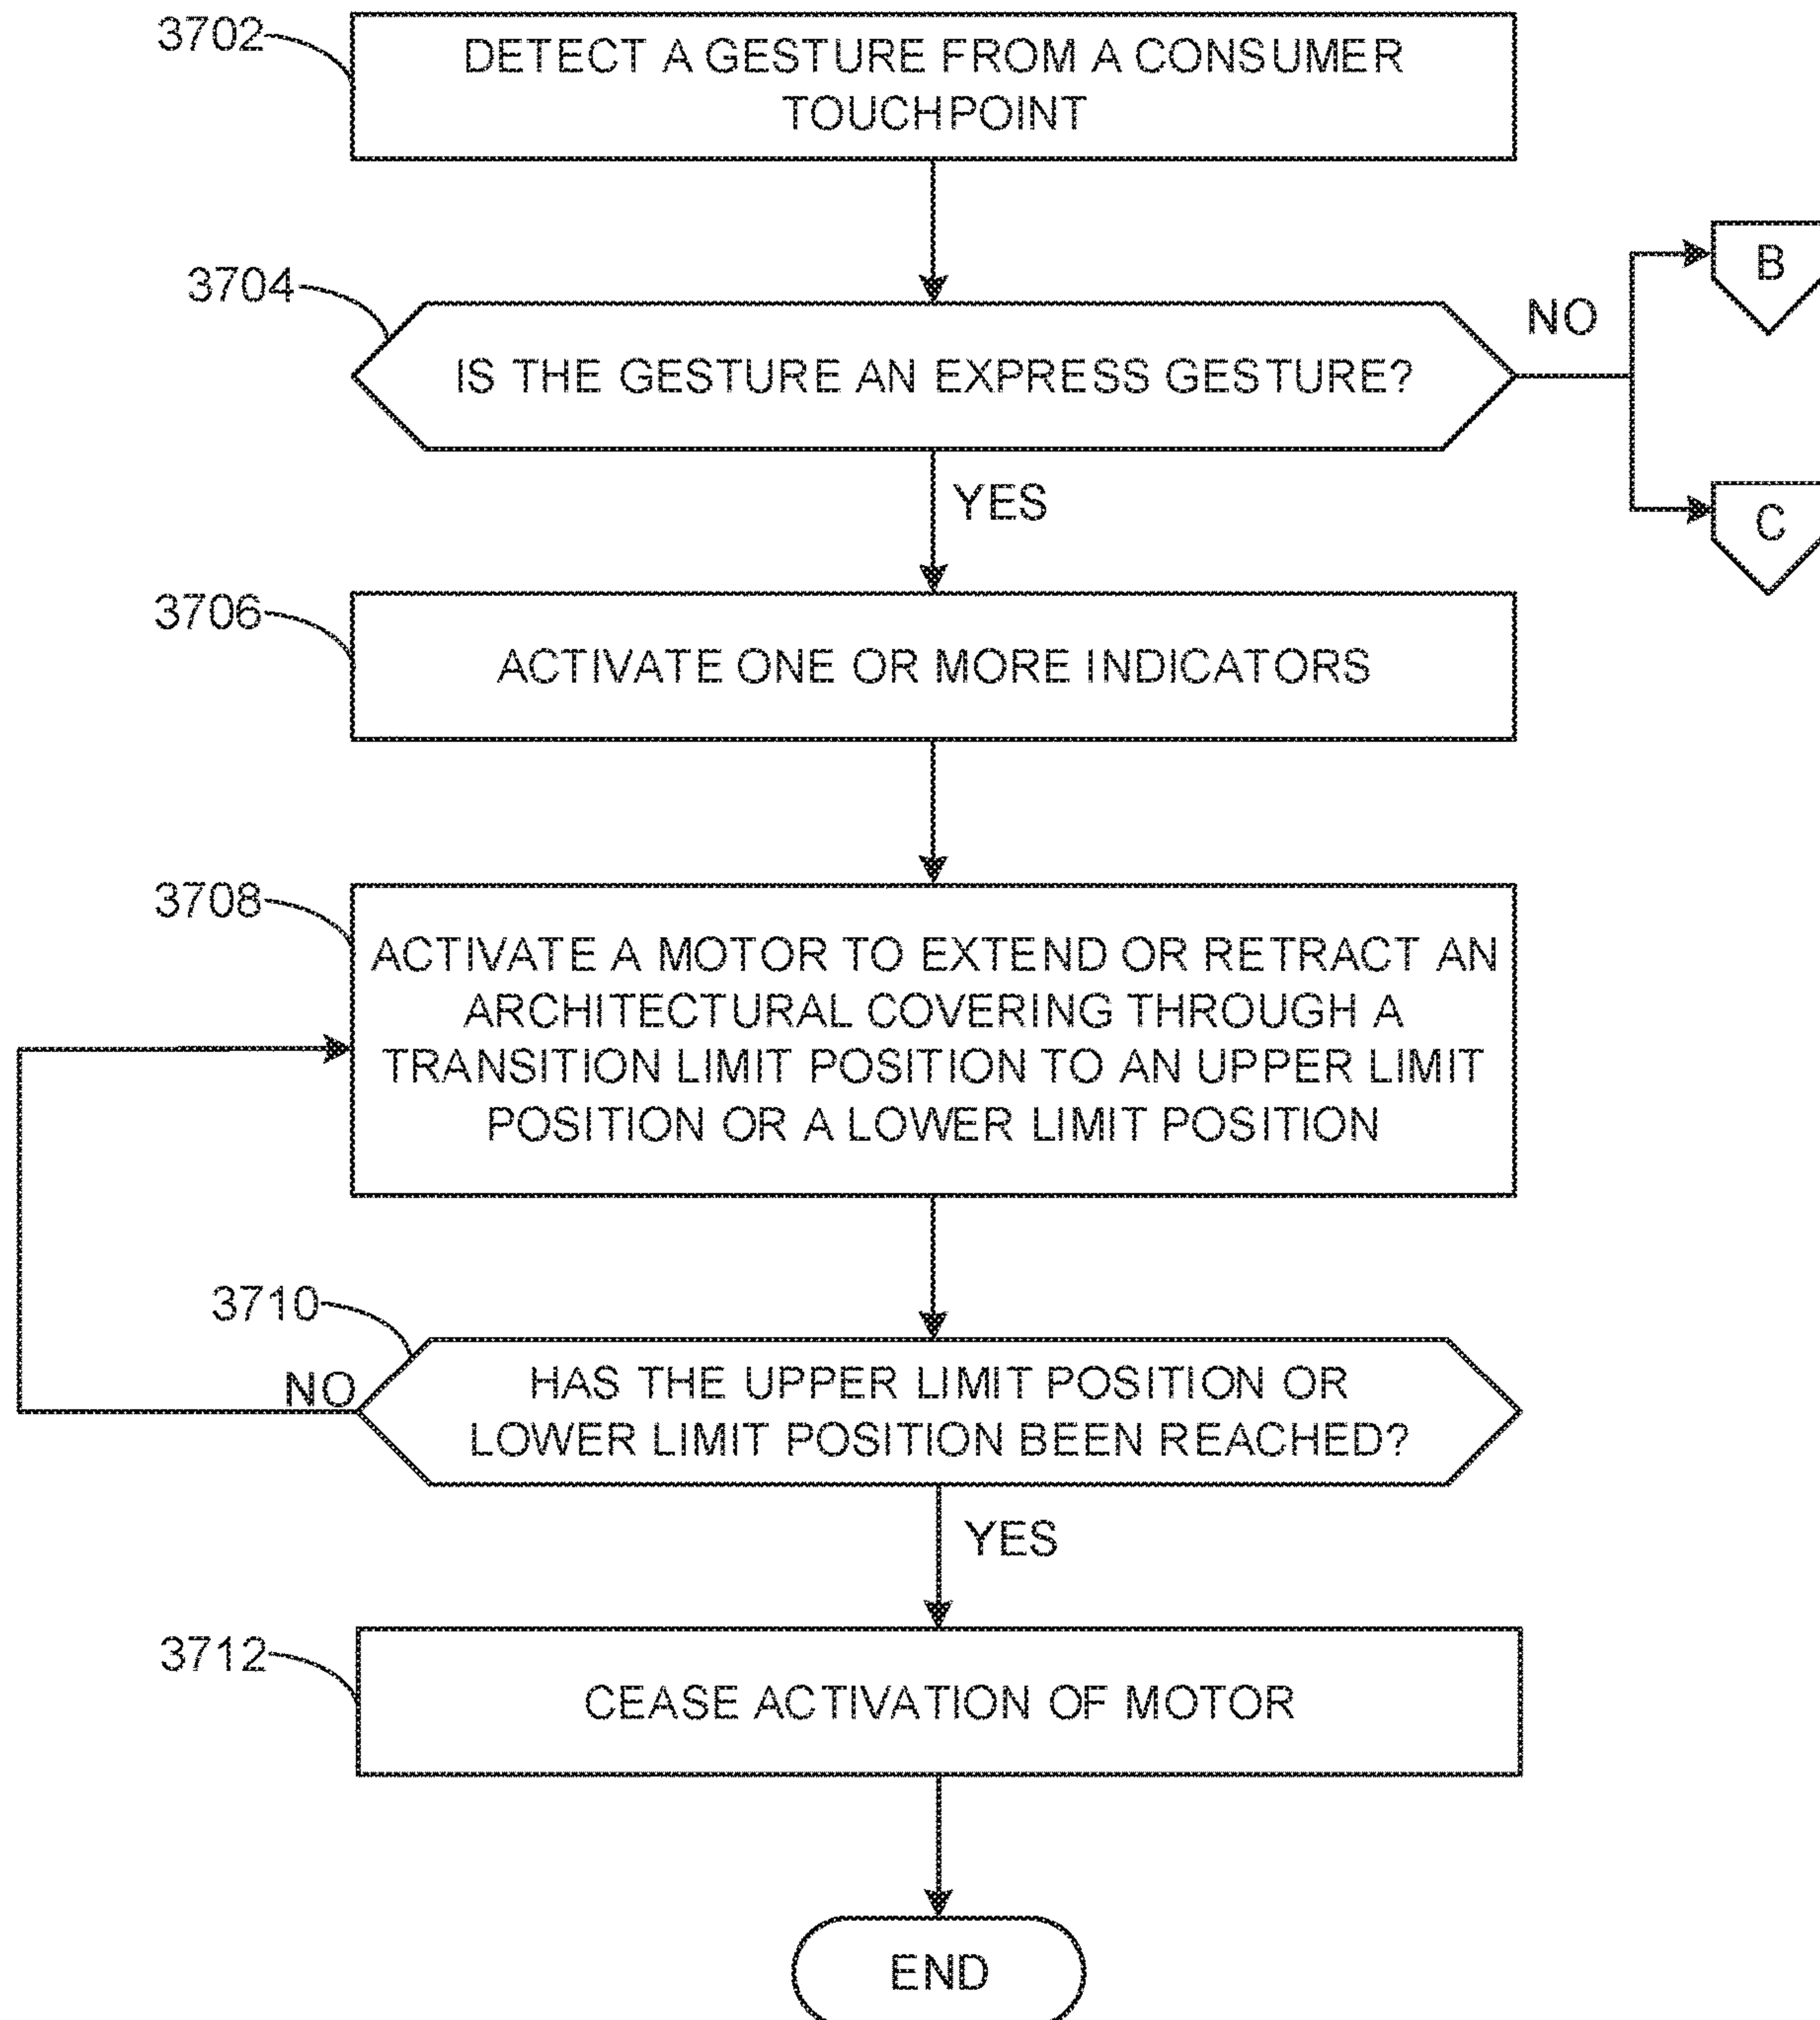 3702
DETECT A GESTURE FROM A CONSUMER
TOUCHPOINT
3704
IS THE GESTURE AN EXPRESS GESTURE?
NO
B
C
YES
3706
ACTIVATE ONE OR MORE INDICATORS
3708
ACTIVATE A MOTOR TO EXTEND OR RETRACT AN
ARCHITECTURAL COVERING THROUGH A
TRANSITION LIMIT POSITION TO AN UPPER LIMIT
POSITION OR A LOWER LIMIT POSITION
3710
NO
HAS THE UPPER LIMIT POSITION OR
LOWER LIMIT POSITION BEEN REACHED?
YES
3712
CEASE ACTIVATION OF MOTOR
END